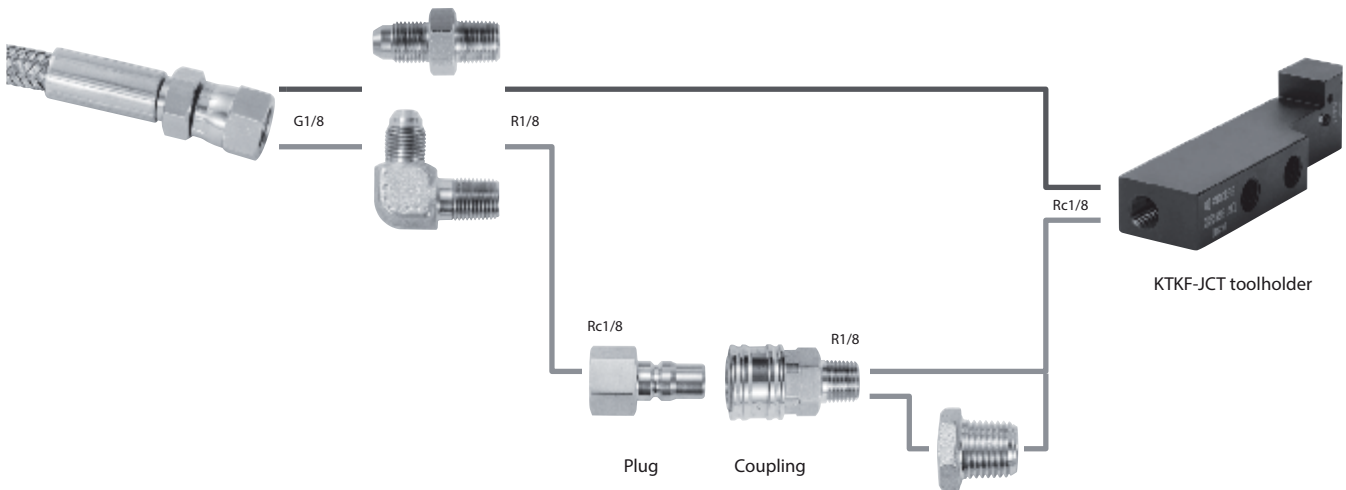 G1/8
R1/8
Rc1/8
KTKF-JCT toolholder
Rc1/8
R1/8
Plug
Coupling